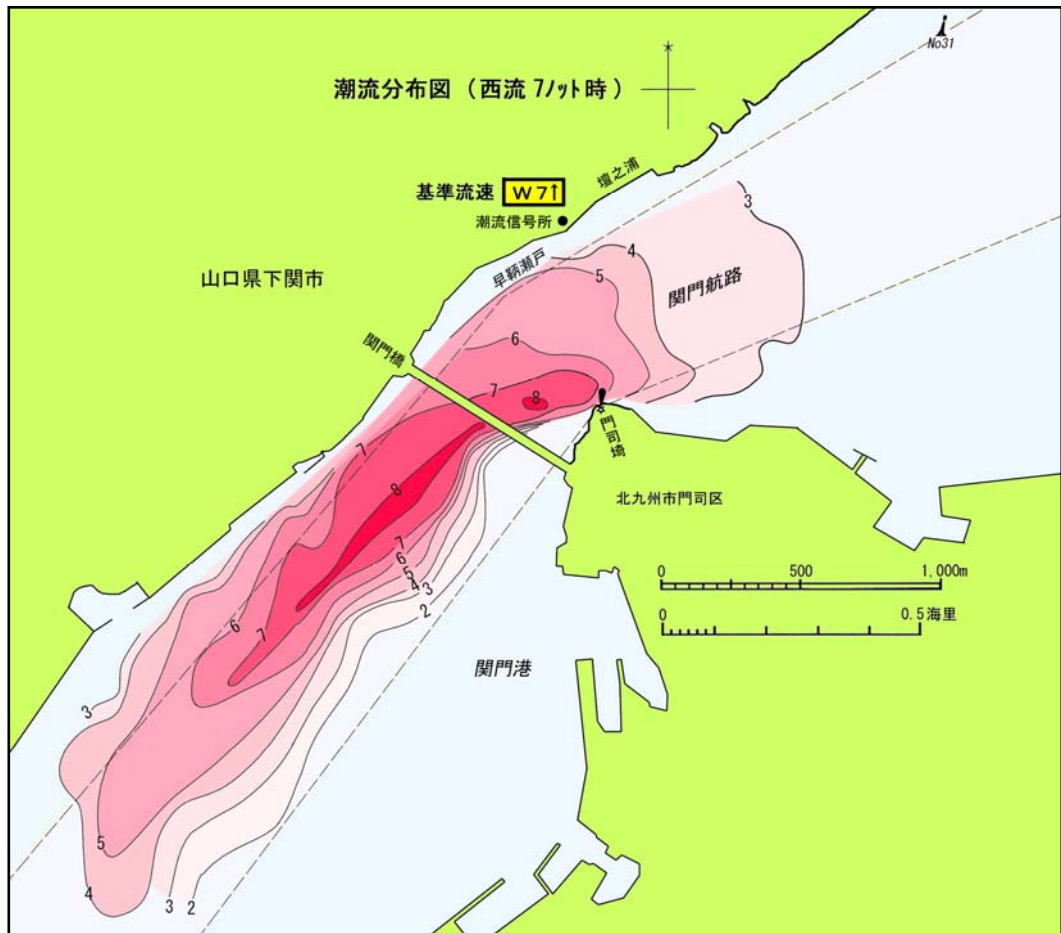 No31
潮流分布図（西流 7ノット時）
壇之浦
基準流速 W 7↑
潮流信号所
3
4
早鞆瀬戸
5
関門航路
山口県下関市
6
関門橋
7
8
門司埼
7
北九州市門司区
8
7
6
5
4
3
2
0 500 1,000m
0 0.5海里
6
7
関門港
3
5
4
3
2